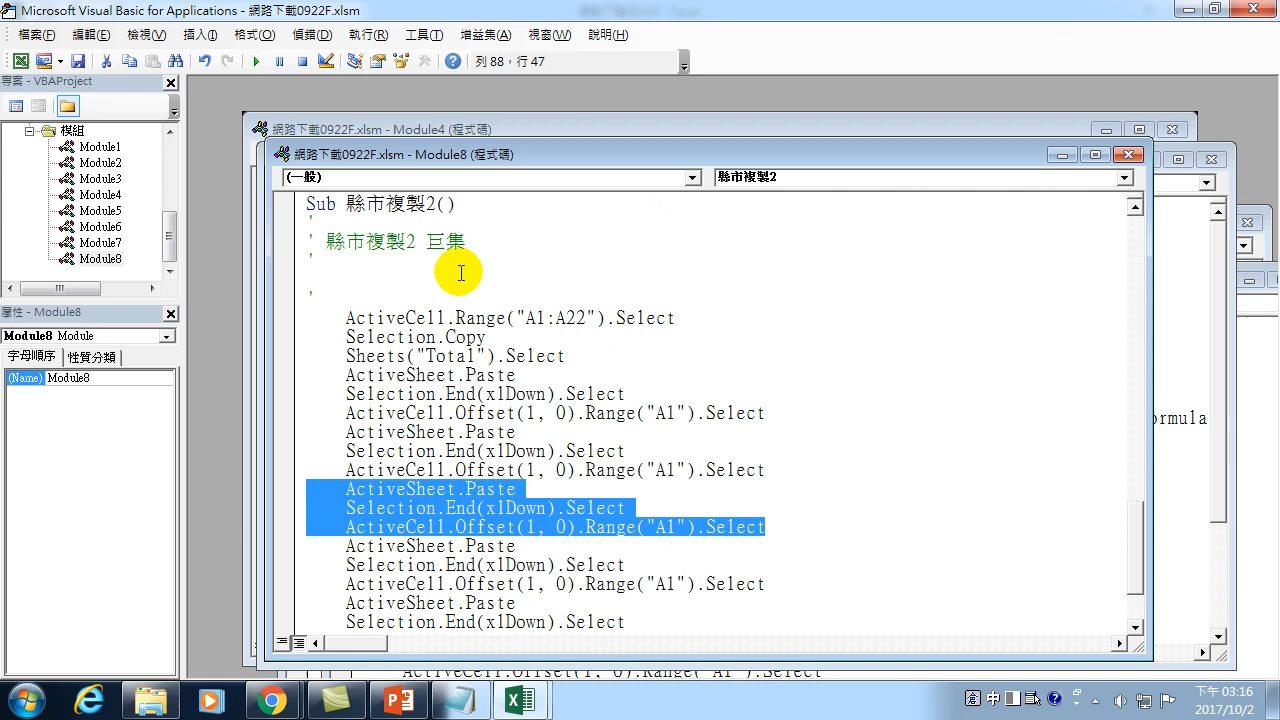 Microsoft Visual Basic for Applications - 網路下載0922F.xlsm
檔案(F) 編輯(E) 檢視(V) 插入(I) 格式(O) 偵錯(D) 執行(R) 工具(T) 增益集(A) 視窗(W) 說明(H)
列 88，行 47
專案 - VBAProject
模組
Module1
Module2
Module3
Module4
Module5
Module6
Module7
Module8
屬性 - Module8
Module8 Module
字母順序 性質分類
(Name) Module8
網路下載0922F.xlsm - Module4 (程式碼)
網路下載0922F.xlsm - Module8 (程式碼)
(一般) 縣市複製2
Sub 縣市複製2()
'
' 縣市複製2 巨集
'
'
ActiveCell.Range("A1:A22").Select
Selection.Copy
Sheets("Total").Select
ActiveSheet.Paste
Selection.End(xlDown).Select
ActiveCell.Offset(1, 0).Range("A1").Select
ActiveSheet.Paste
Selection.End(xlDown).Select
ActiveCell.Offset(1, 0).Range("A1").Select
ActiveSheet.Paste
Selection.End(xlDown).Select
ActiveCell.Offset(1, 0).Range("A1").Select
ActiveSheet.Paste
Selection.End(xlDown).Select
ActiveCell.Offset(1, 0).Range("A1").Select
ActiveSheet.Paste
Selection.End(xlDown).Select
ormula
ActiveCell.Offset(1, 0).Range("A1").Select
中
下午 03:16
2017/10/2